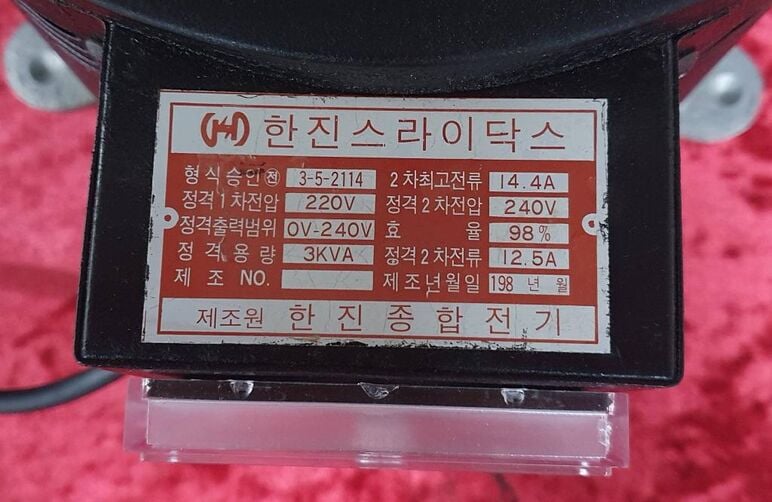 한진스라이닥스
형식승인 전 3-5-2114 2차최고전류 14.4A
정격1차전압 220V 정격2차전압 240V
정격출력범위 0V-240V 효율 98%
정격용량 3KVA 정격2차전류 12.5A
제조 NO. 제조년월일 198 년 월
제조원 한진종합전기